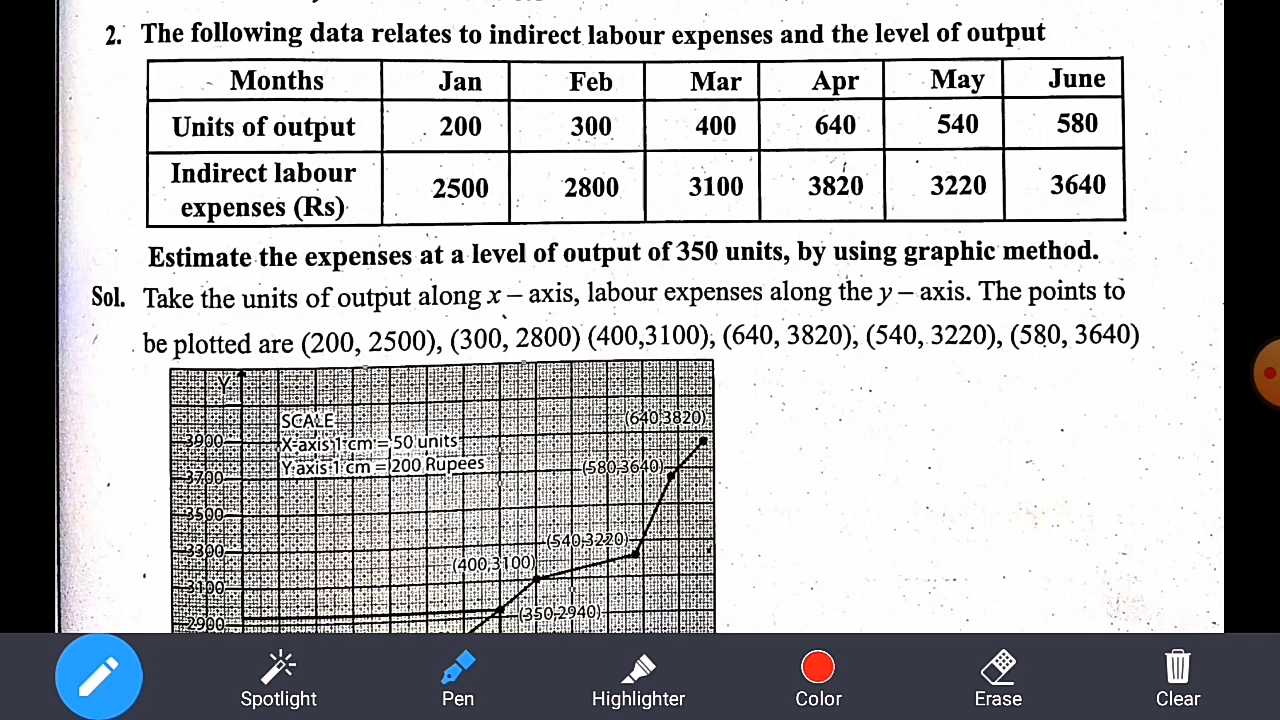 2. The following data relates to indirect labour expenses and the level of output
Months Jan Feb Mar Apr May June
Units of output 200 300 400 640 540 580
Indirect labour expenses (Rs) 2500 2800 3100 3820 3220 3640
Estimate the expenses at a level of output of 350 units, by using graphic method.
Sol. Take the units of output along x – axis, labour expenses along the y – axis. The points to
be plotted are (200, 2500), (300, 2800) (400,3100), (640, 3820), (540, 3220), (580, 3640)
Y
SCALE
X-axis 1 cm = 50 units
Y-axis 1 cm = 200 Rupees
3900
3700
3500
3300
3100
2900
(640,3820)
(580,3640)
(540,3220)
(400,3100)
(350,2940)
Spotlight Pen Highlighter Color Erase Clear